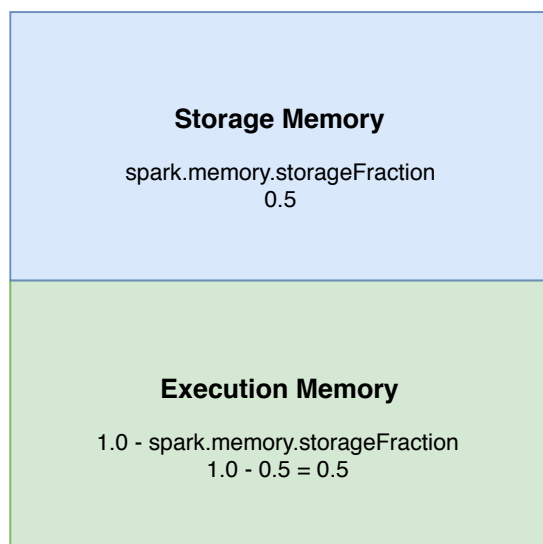 Storage Memory
spark.memory.storageFraction
0.5
Execution Memory
1.0 - spark.memory.storageFraction
1.0 - 0.5 = 0.5